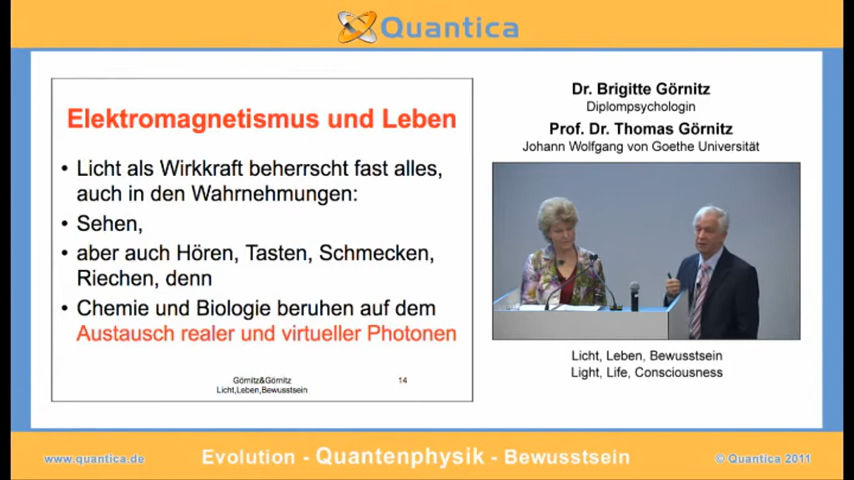 Quantica
Elektromagnetismus und Leben
• Licht als Wirkkraft beherrscht fast alles,
auch in den Wahrnehmungen:
• Sehen,
• aber auch Hören, Tasten, Schmecken,
Riechen, denn
• Chemie und Biologie beruhen auf dem
Austausch realer und virtueller Photonen
Görnitz&Görnitz
Licht,Leben,Bewusstsein
14
Dr. Brigitte Görnitz
Diplompsychologin
Prof. Dr. Thomas Görnitz
Johann Wolfgang von Goethe Universität
Licht, Leben, Bewusstsein
Light, Life, Consciousness
www.quantica.de
Evolution - Quantenphysik - Bewusstsein
© Quantica 2011